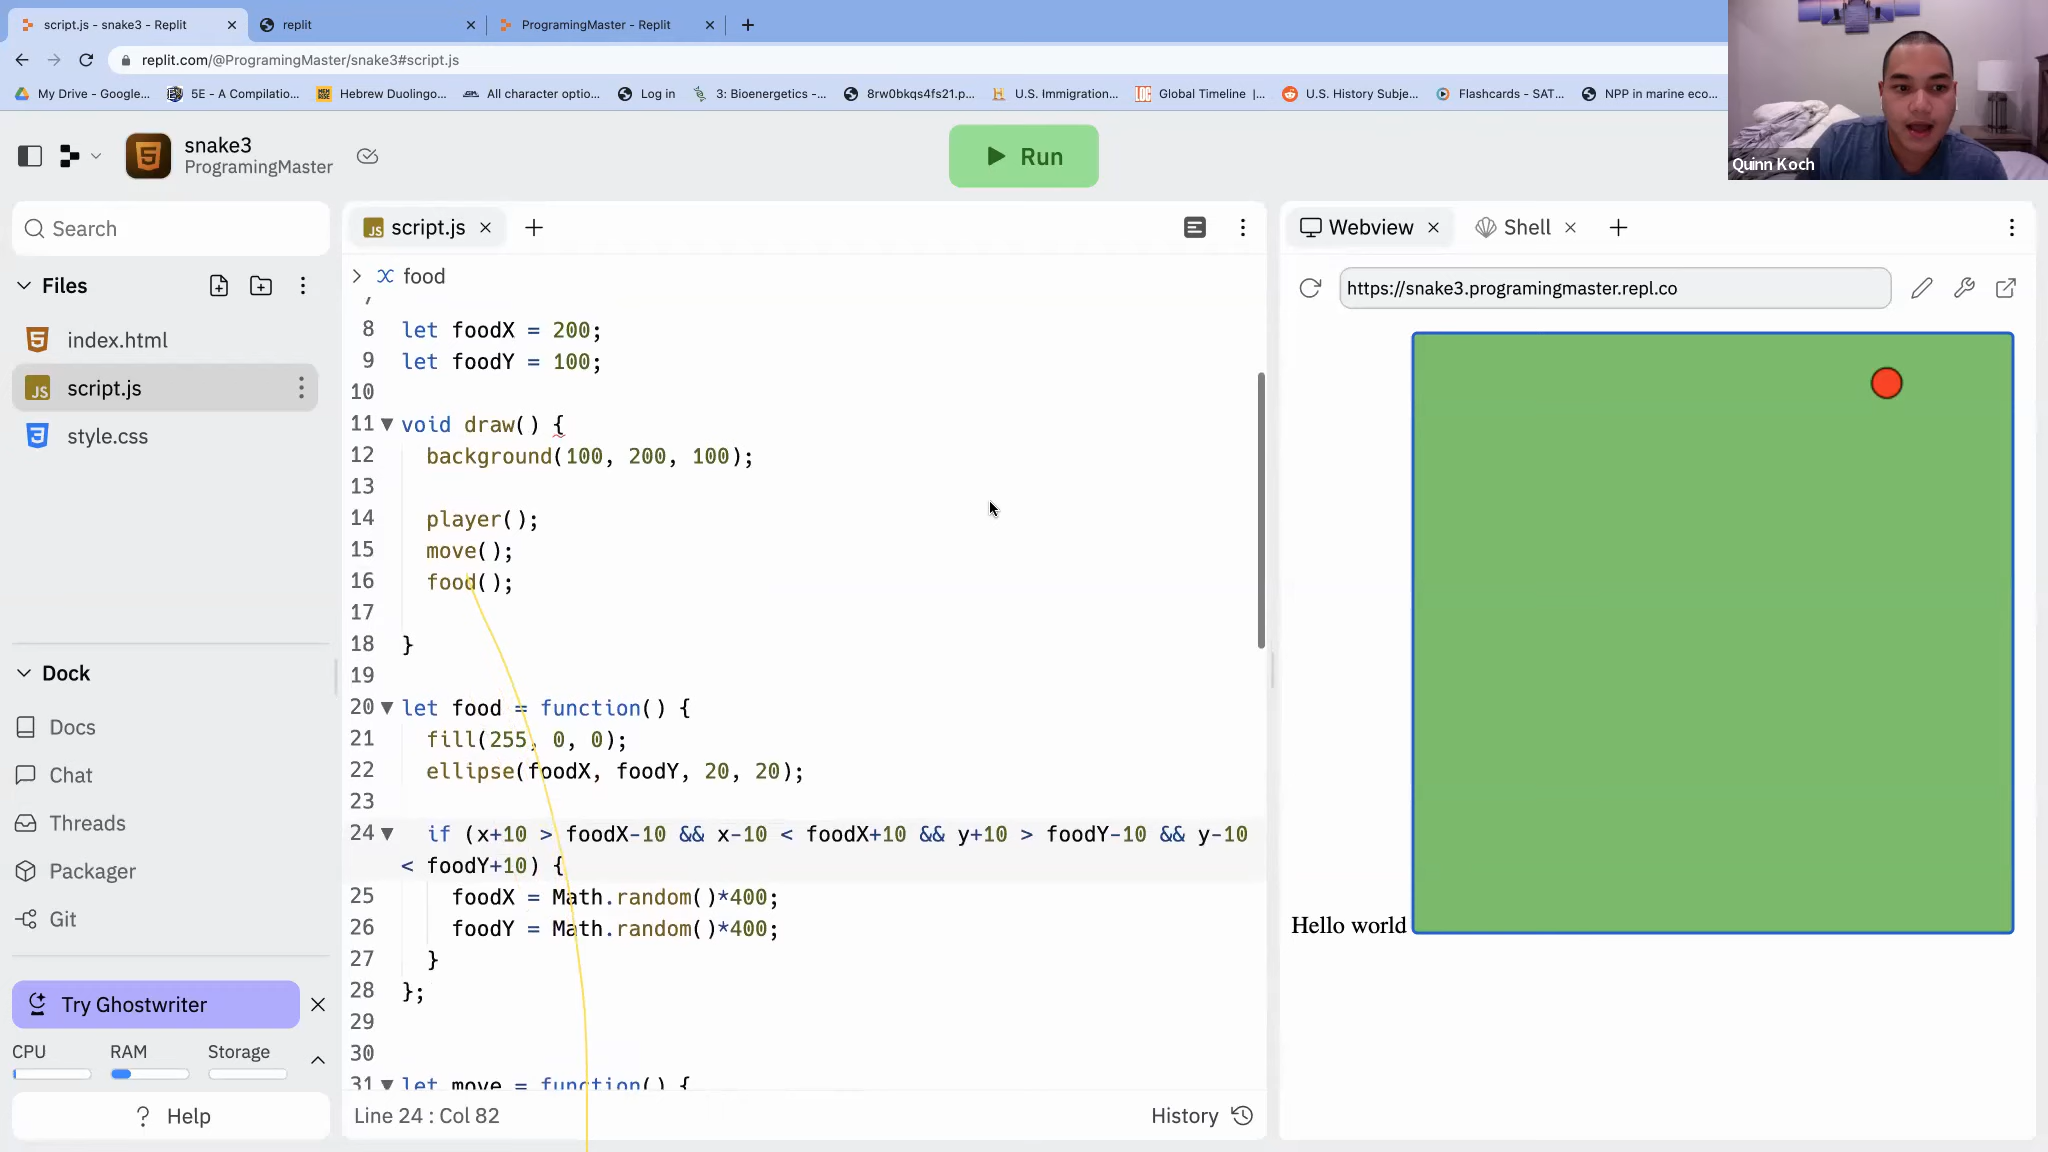 script.js - snake3 - Replit
replit
ProgramingMaster - Replit
replit.com/@ProgramingMaster/snake3#script.js
My Drive - Google...
5E - A Compilatio...
Hebrew Duolingo...
All character optio...
Log in
3: Bioenergetics -...
8rw0bkqs4fs21.p...
U.S. Immigration...
Global Timeline |...
U.S. History Subje...
Flashcards - SAT...
NPP in marine eco...
Quinn Koch
snake3
ProgramingMaster
Run
Search
Files
index.html
script.js
style.css
Dock
Docs
Chat
Threads
Packager
Git
Try Ghostwriter
CPU RAM Storage
Help
script.js
food
7
8 let foodX = 200;
9 let foodY = 100;
10
11 void draw() {
12 background(100, 200, 100);
13
14 player();
15 move();
16 food();
17
18 }
19
20 let food = function() {
21 fill(255, 0, 0);
22 ellipse(foodX, foodY, 20, 20);
23
24 if (x+10 > foodX-10 && x-10 < foodX+10 && y+10 > foodY-10 && y-10
< foodY+10) {
25 foodX = Math.random()*400;
26 foodY = Math.random()*400;
27 }
28 };
29
30
31 let move = function() {
Line 24 : Col 82
History
Webview
Shell
https://snake3.programingmaster.repl.co
Hello world